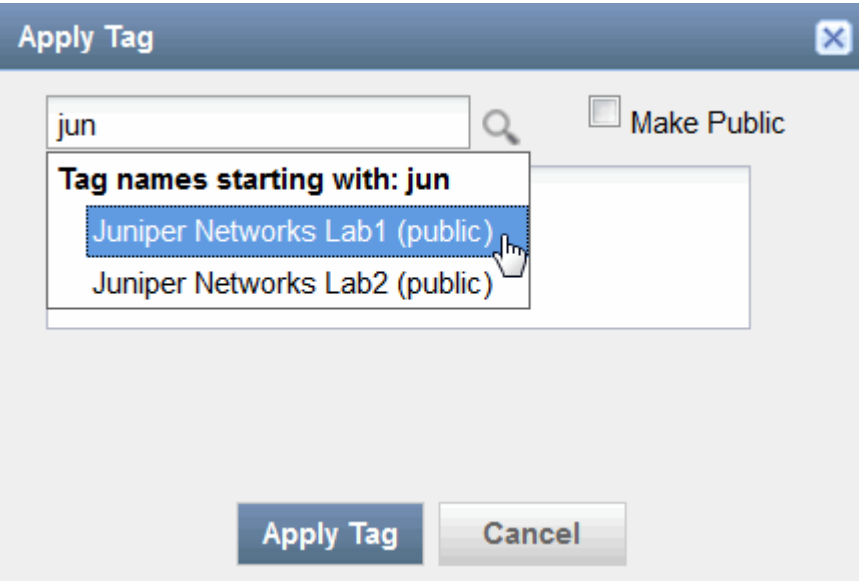 Apply Tag
jun
Make Public
Tag names starting with: jun
Juniper Networks Lab1 (public)
Juniper Networks Lab2 (public)
Apply Tag
Cancel